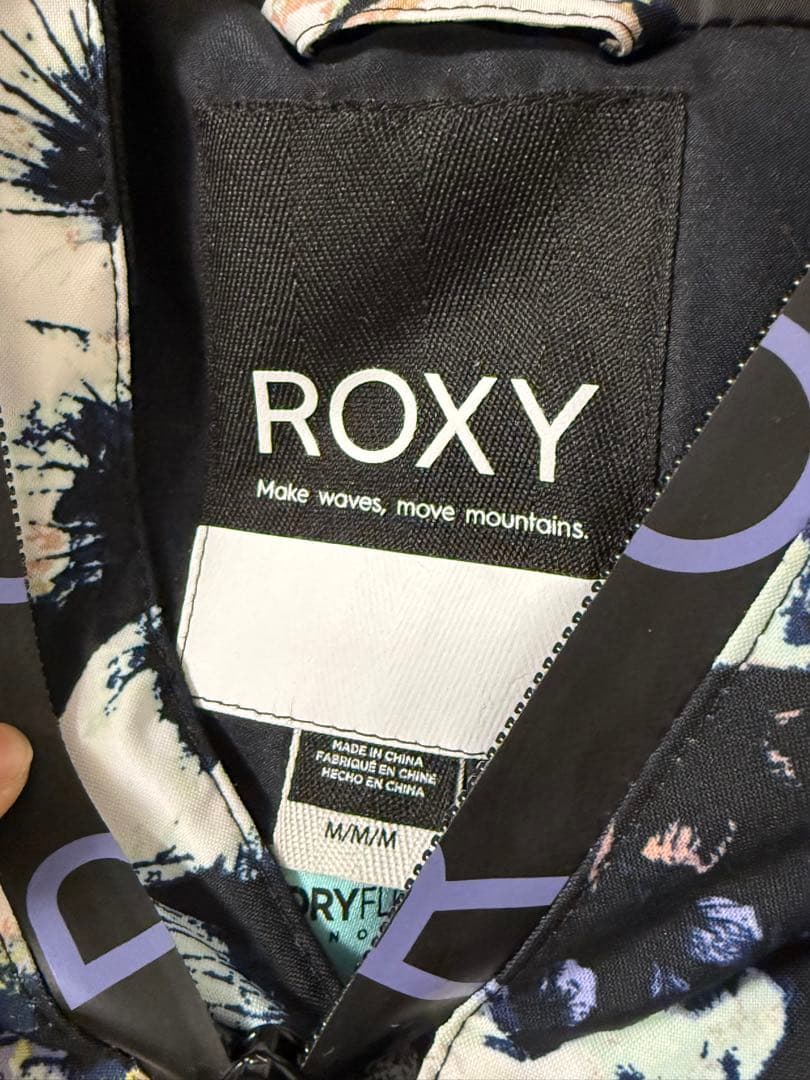 ROXY
Make waves, move mountains.
MADE IN CHINA
FABRIQUÉ EN CHINE
HECHO EN CHINA
M/M/M